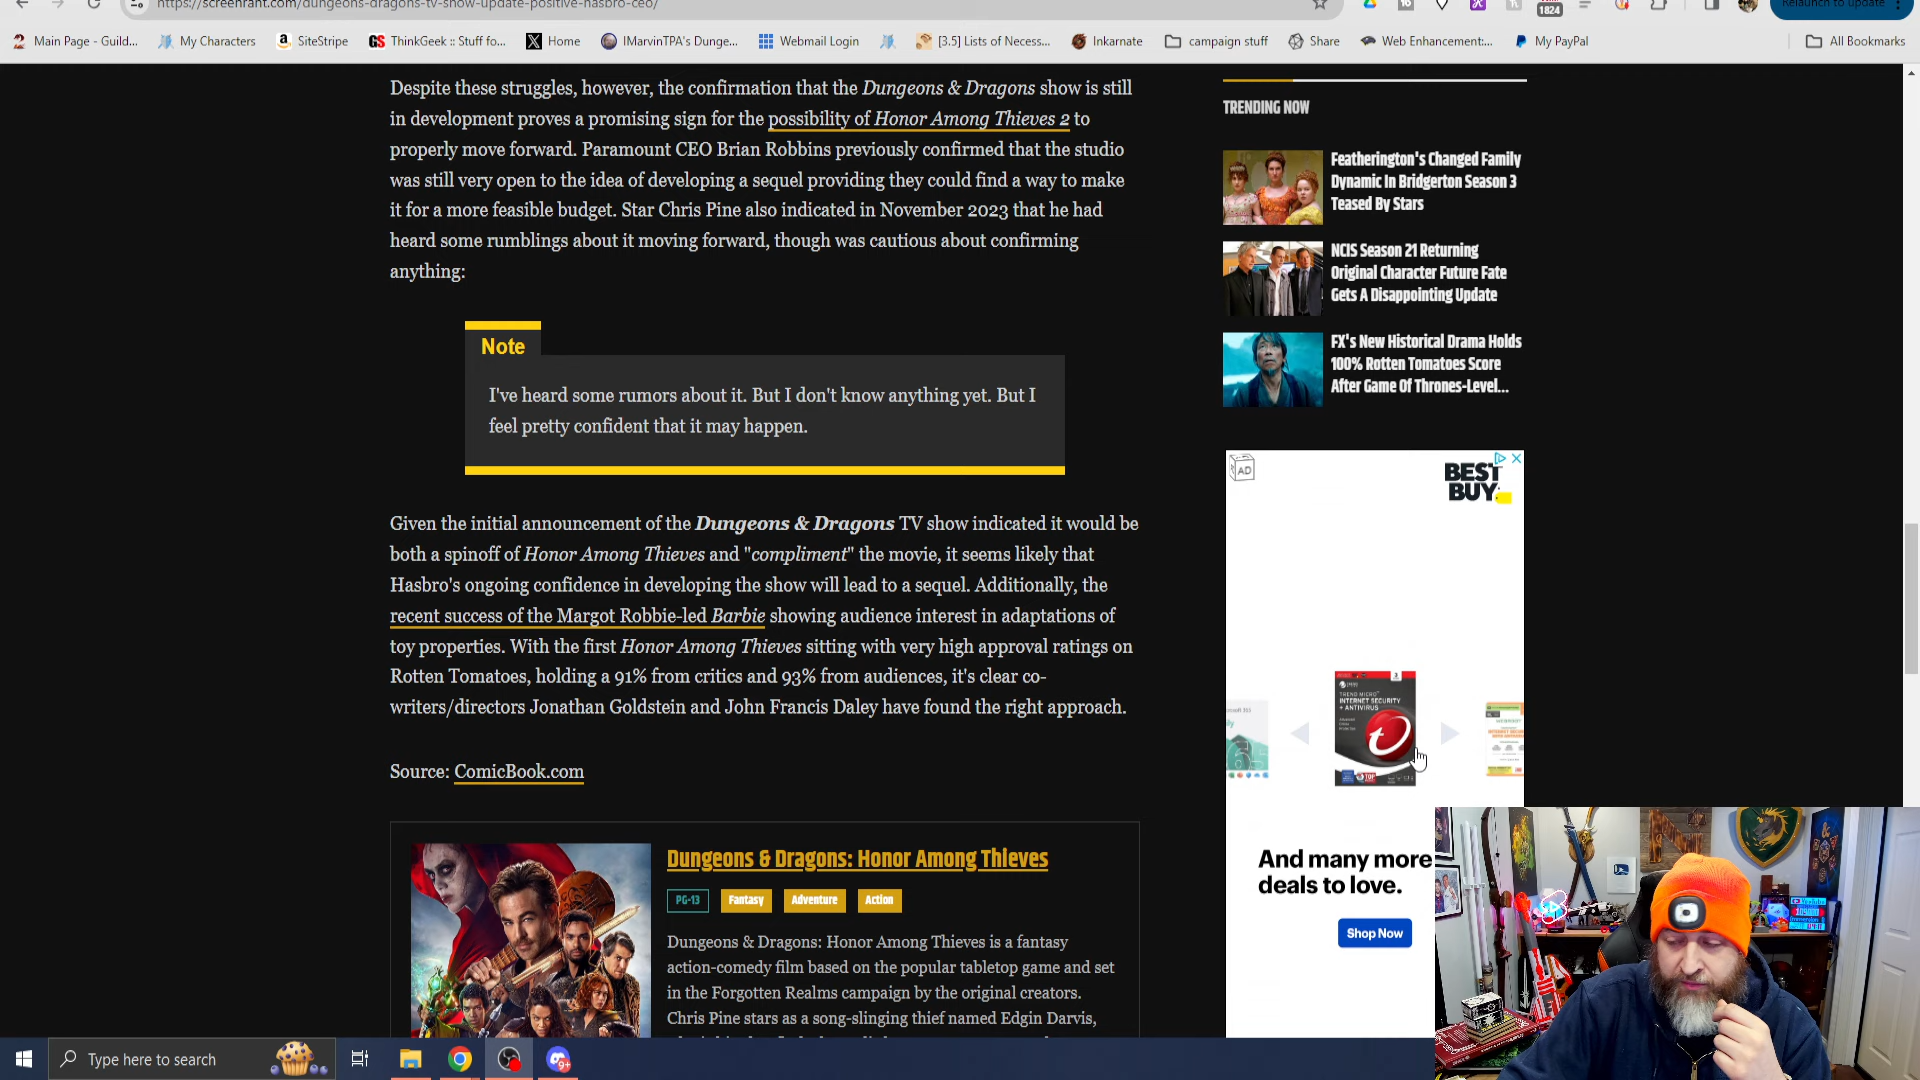 https://screenrant.com/dungeons-dragons-tv-show-update-positive-hasbro-ceo/
1824
Relaunch to update
Main Page - Guild...
My Characters
SiteStripe
ThinkGeek :: Stuff fo...
Home
IMarvinTPA's Dunge...
Webmail Login
[3.5] Lists of Necess...
Inkarnate
campaign stuff
Share
Web Enhancement:...
My PayPal
All Bookmarks
Despite these struggles, however, the confirmation that the Dungeons & Dragons show is still
in development proves a promising sign for the possibility of Honor Among Thieves 2 to
properly move forward. Paramount CEO Brian Robbins previously confirmed that the studio
was still very open to the idea of developing a sequel providing they could find a way to make
it for a more feasible budget. Star Chris Pine also indicated in November 2023 that he had
heard some rumblings about it moving forward, though was cautious about confirming
anything:
Note
I've heard some rumors about it. But I don't know anything yet. But I
feel pretty confident that it may happen.
Given the initial announcement of the Dungeons & Dragons TV show indicated it would be
both a spinoff of Honor Among Thieves and "compliment" the movie, it seems likely that
Hasbro's ongoing confidence in developing the show will lead to a sequel. Additionally, the
recent success of the Margot Robbie-led Barbie showing audience interest in adaptations of
toy properties. With the first Honor Among Thieves sitting with very high approval ratings on
Rotten Tomatoes, holding a 91% from critics and 93% from audiences, it's clear co-
writers/directors Jonathan Goldstein and John Francis Daley have found the right approach.
Source: ComicBook.com
Dungeons & Dragons: Honor Among Thieves
PG-13
Fantasy
Adventure
Action
Dungeons & Dragons: Honor Among Thieves is a fantasy
action-comedy film based on the popular tabletop game and set
in the Forgotten Realms campaign by the original creators.
Chris Pine stars as a song-slinging thief named Edgin Darvis,
TRENDING NOW
Featherington's Changed Family
Dynamic In Bridgerton Season 3
Teased By Stars
NCIS Season 21 Returning
Original Character Future Fate
Gets A Disappointing Update
FX's New Historical Drama Holds
100% Rotten Tomatoes Score
After Game Of Thrones-Level...
AD
BEST
BUY
TREND MICRO
INTERNET SECURITY
+ ANTIVIRUS
And many more
deals to love.
Shop Now
Type here to search
9+